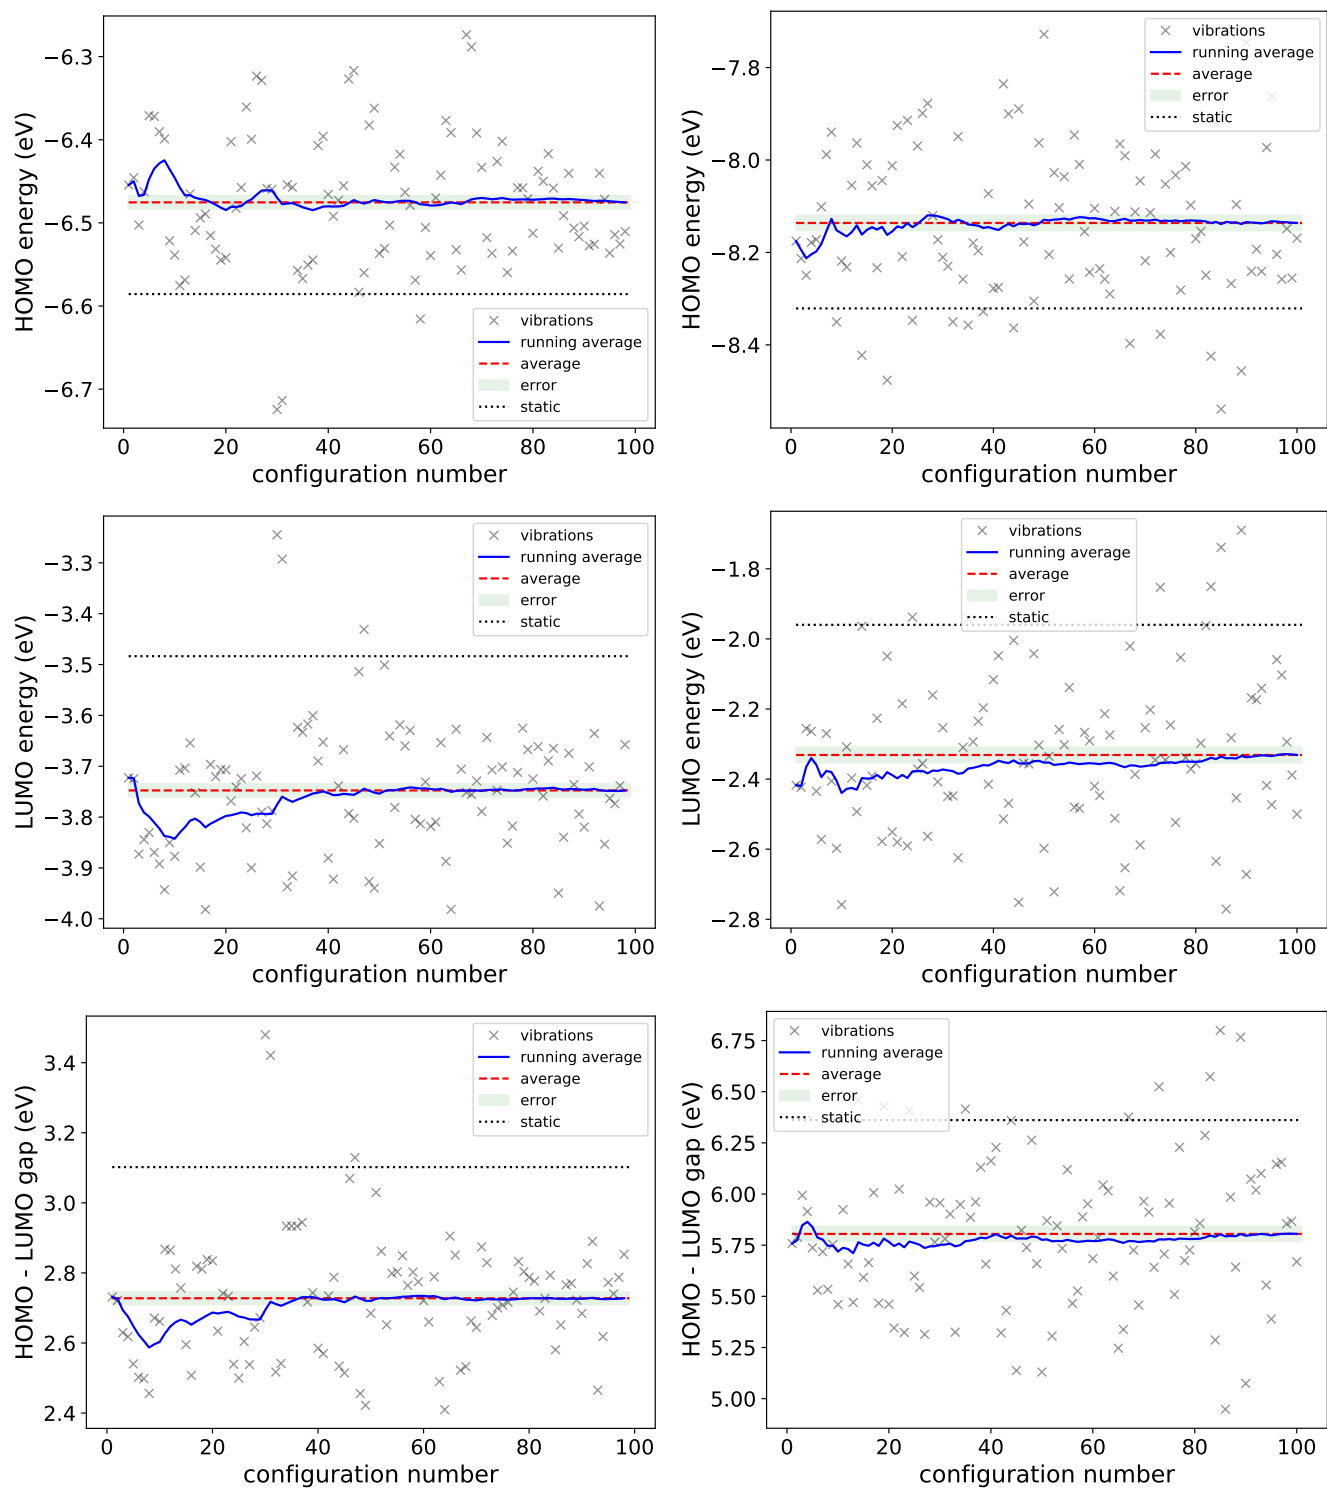 HOMO energy (eV)
−6.3
−6.4
−6.5
−6.6
−6.7
vibrations
running average
average
error
static
0 20 40 60 80 100
configuration number
HOMO energy (eV)
−7.8
−8.0
−8.2
−8.4
vibrations
running average
average
error
static
0 20 40 60 80 100
configuration number
LUMO energy (eV)
−3.3
−3.4
−3.5
−3.6
−3.7
−3.8
−3.9
−4.0
vibrations
running average
average
error
static
0 20 40 60 80 100
configuration number
LUMO energy (eV)
−1.8
−2.0
−2.2
−2.4
−2.6
−2.8
vibrations
running average
average
error
static
0 20 40 60 80 100
configuration number
HOMO - LUMO gap (eV)
3.4
3.2
3.0
2.8
2.6
2.4
vibrations
running average
average
error
static
0 20 40 60 80 100
configuration number
HOMO - LUMO gap (eV)
6.75
6.50
6.25
6.00
5.75
5.50
5.25
5.00
vibrations
running average
average
error
static
0 20 40 60 80 100
configuration number